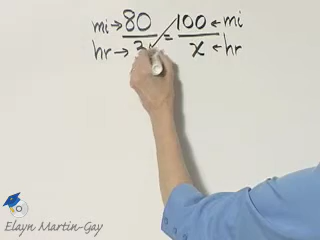 mi→ 80 = 100 ←mi
hr→ x ←hr
Elayn Martin-Gay